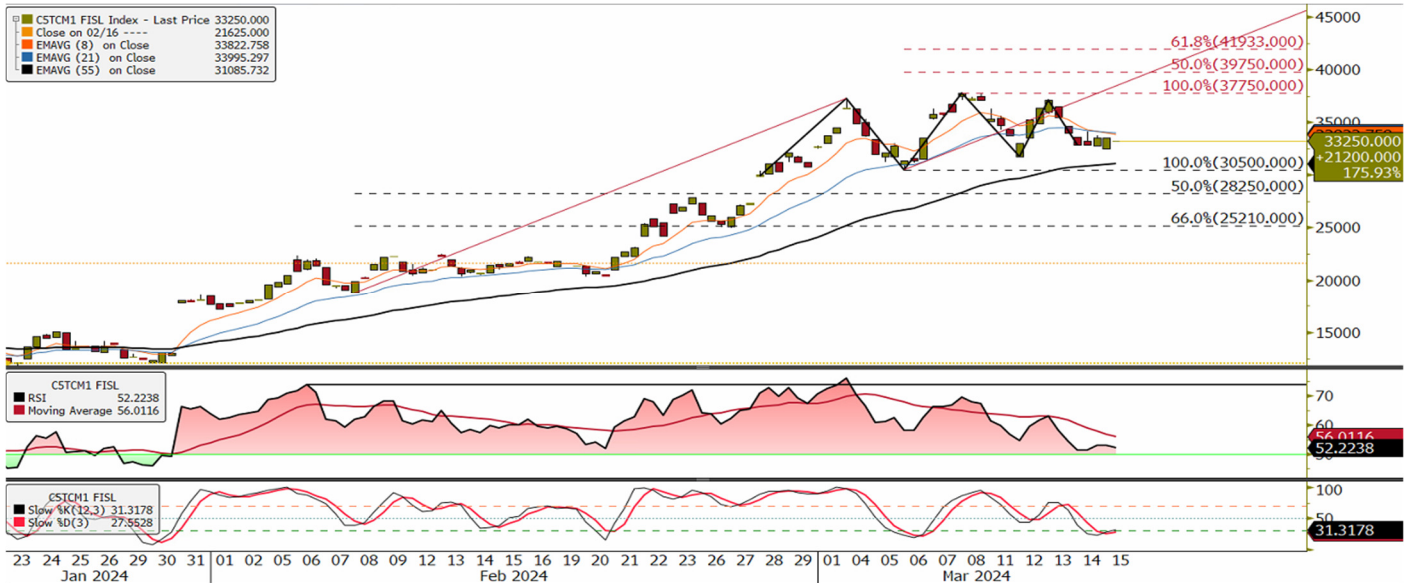 C5TCM1 FISL Index - Last Price 33250.000
Close on 02/16 ---- 21625.000
EMAVG (8) on Close 33822.758
EMAVG (21) on Close 33995.297
EMAVG (55) on Close 31085.732
61.8%(41933.000)
50.0%(39750.000)
100.0%(37750.000)
100.0%(30500.000)
50.0%(28250.000)
66.0%(25210.000)
45000
40000
35000
33250.000
+21200.000
175.93%
25000
20000
15000
C5TCM1 FISL
RSI 52.2238
Moving Average 56.0116
70
60
56.0116
52.2238
C5TCM1 FISL
Slow %K(12,3) 31.3178
Slow %D(3) 27.5528
100
50
31.3178
23 24 25 26 29 30 31 01 02 05 06 07 08 09 12 13 14 15 16 19 20 21 22 23 26 27 28 29 01 04 05 06 07 08 11 12 13 14 15
Jan 2024 Feb 2024 Mar 2024